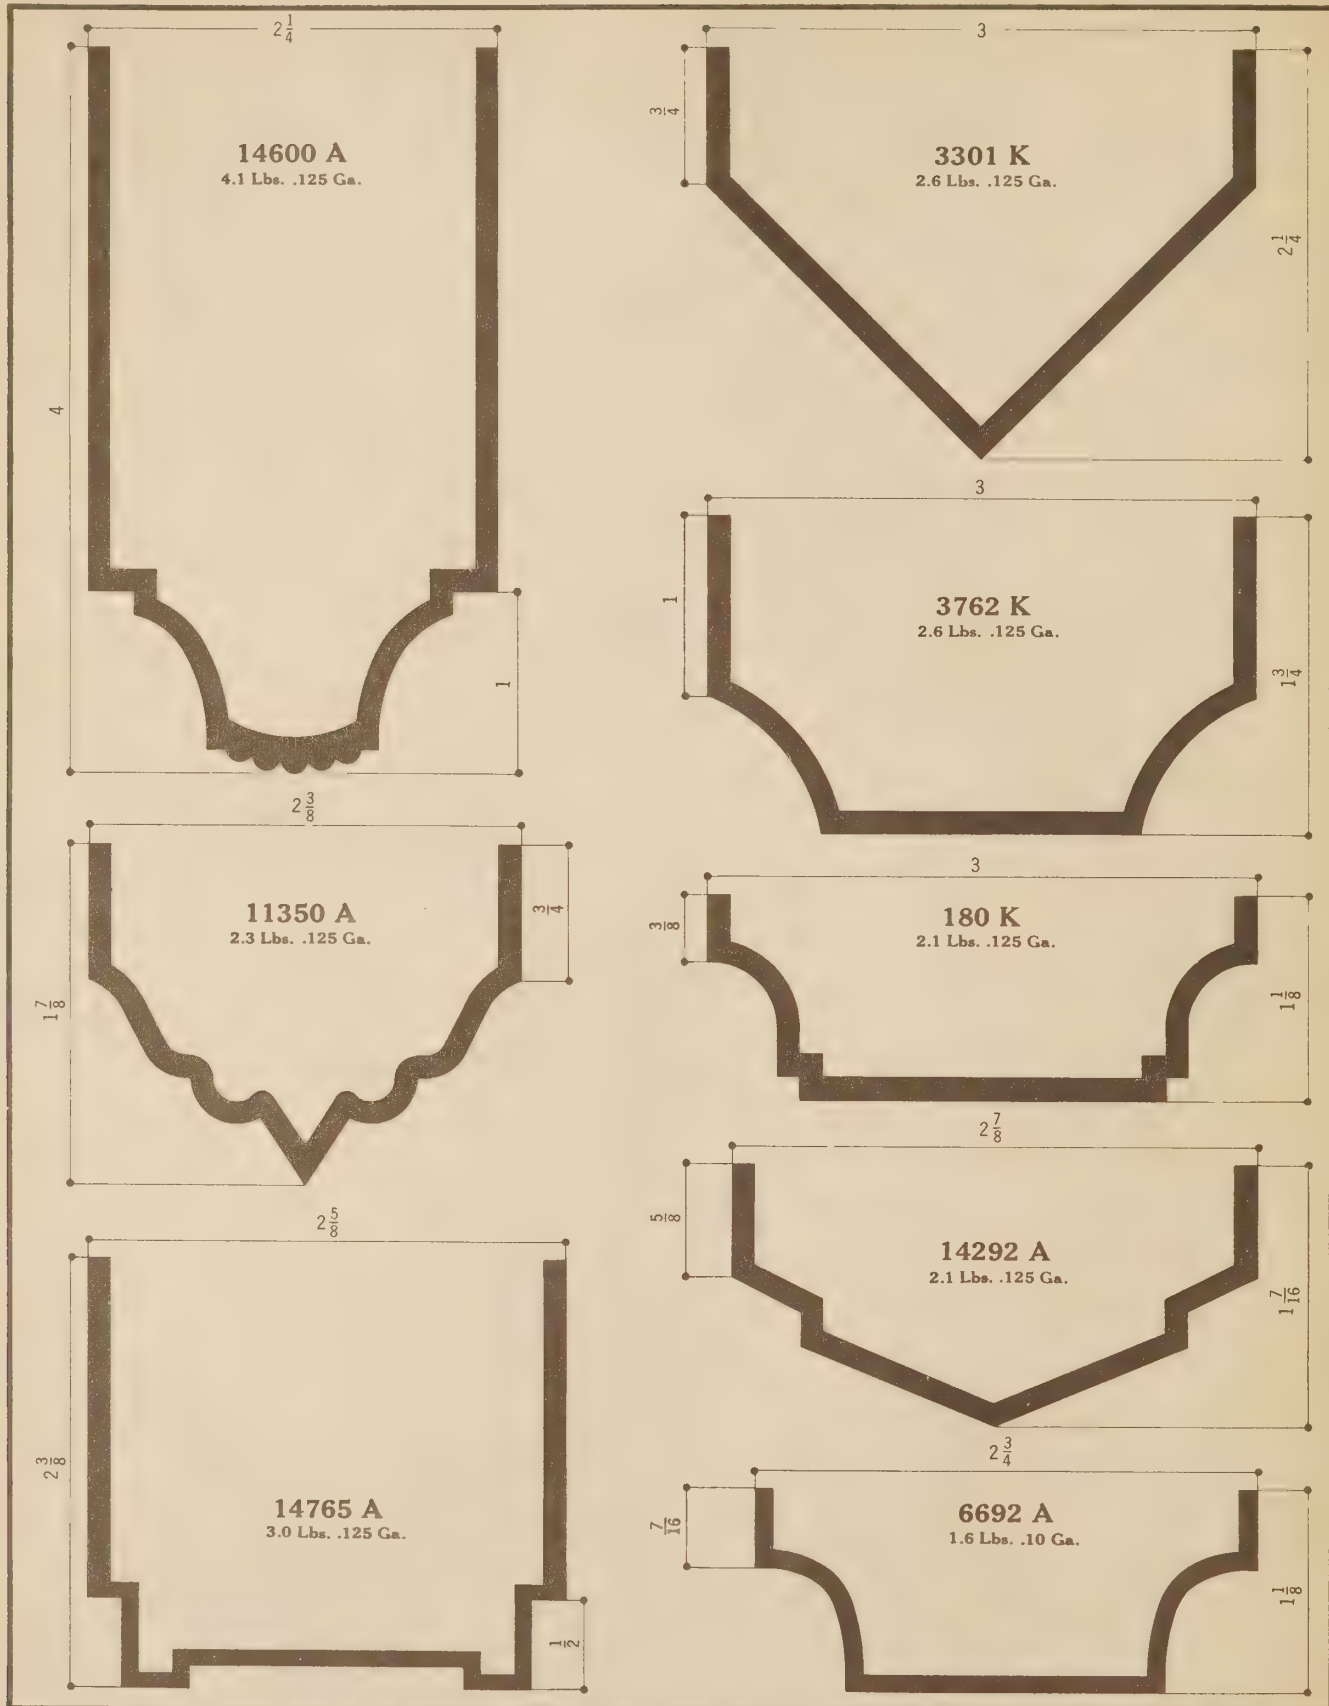 2 1/4
4
14600 A
4.1 Lbs. .125 Ga.
1
3
3/4
3301 K
2.6 Lbs. .125 Ga.
2 1/4
3
1
3762 K
2.6 Lbs. .125 Ga.
1 3/4
2 3/8
1 7/8
11350 A
2.3 Lbs. .125 Ga.
3/4
3
3/8
180 K
2.1 Lbs. .125 Ga.
1 1/8
2 7/8
5/8
14292 A
2.1 Lbs. .125 Ga.
1 7/16
2 5/8
2 3/8
14765 A
3.0 Lbs. .125 Ga.
1/2
2 3/4
7/16
6692 A
1.6 Lbs. .10 Ga.
1 1/8